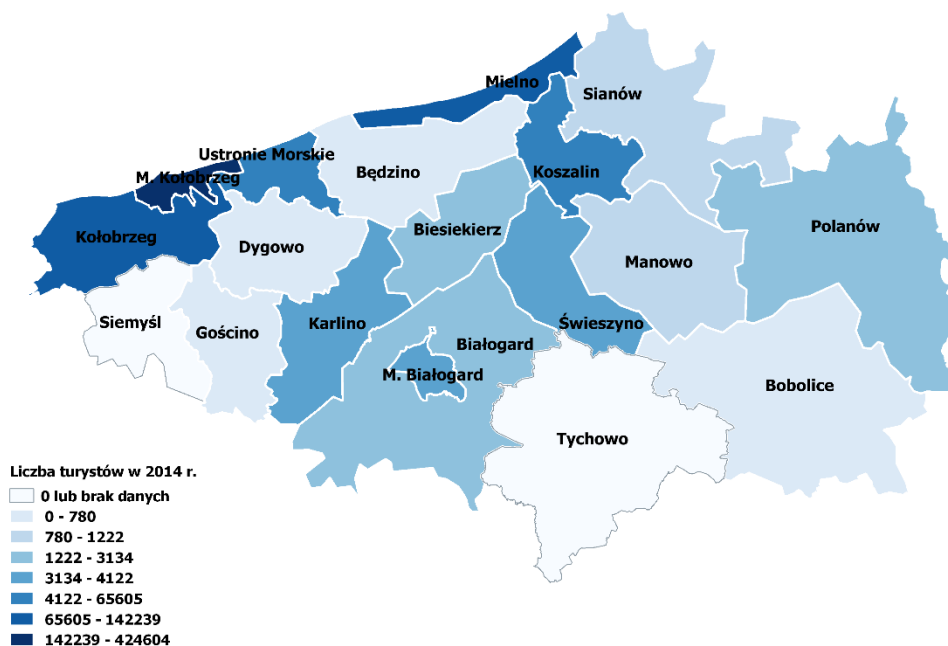 Mielno
Sianów
Ustronie Morskie
M. Kołobrzeg
Będzino
Koszalin
Kołobrzeg
Dygowo
Biesiekierz
Polanów
Manowo
Siemyśl
Gościno
Karlino
Świeszyno
Białogard
M. Białogard
Bobolice
Tychowo
Liczba turystów w 2014 r.
0 lub brak danych
0 - 780
780 - 1222
1222 - 3134
3134 - 4122
4122 - 65605
65605 - 142239
142239 - 424604